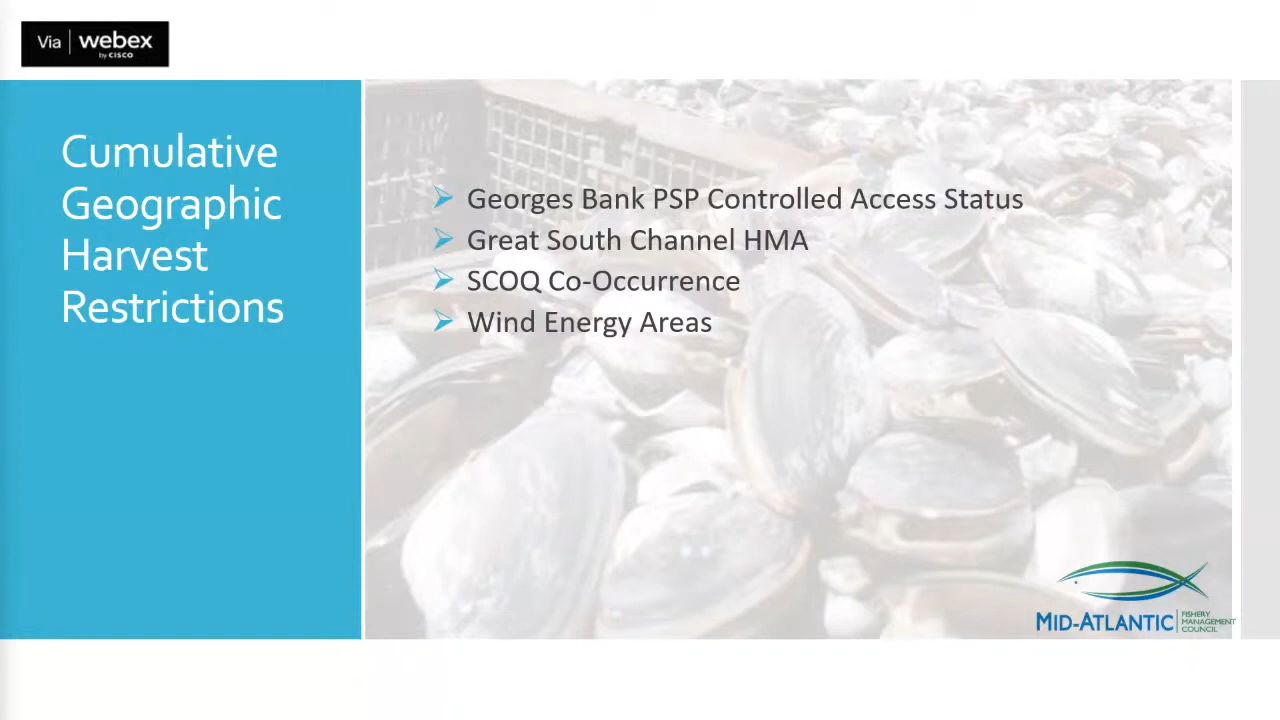 Via | webex
by CISCO
Cumulative
Geographic
Harvest
Restrictions
Georges Bank PSP Controlled Access Status
Great South Channel HMA
SCOQ Co-Occurrence
Wind Energy Areas
MID-ATLANTIC
FISHERY
MANAGEMENT
COUNCIL